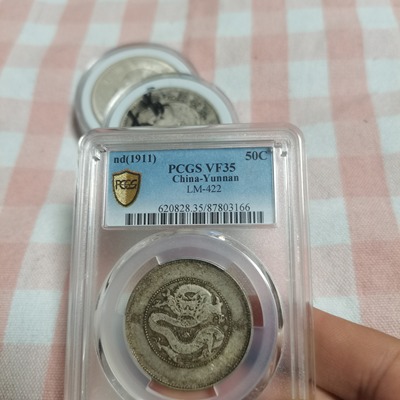 nd(1911) 50C
PCGS VF35
China-Yunnan
LM-422
PCGS
620828.35/87803166